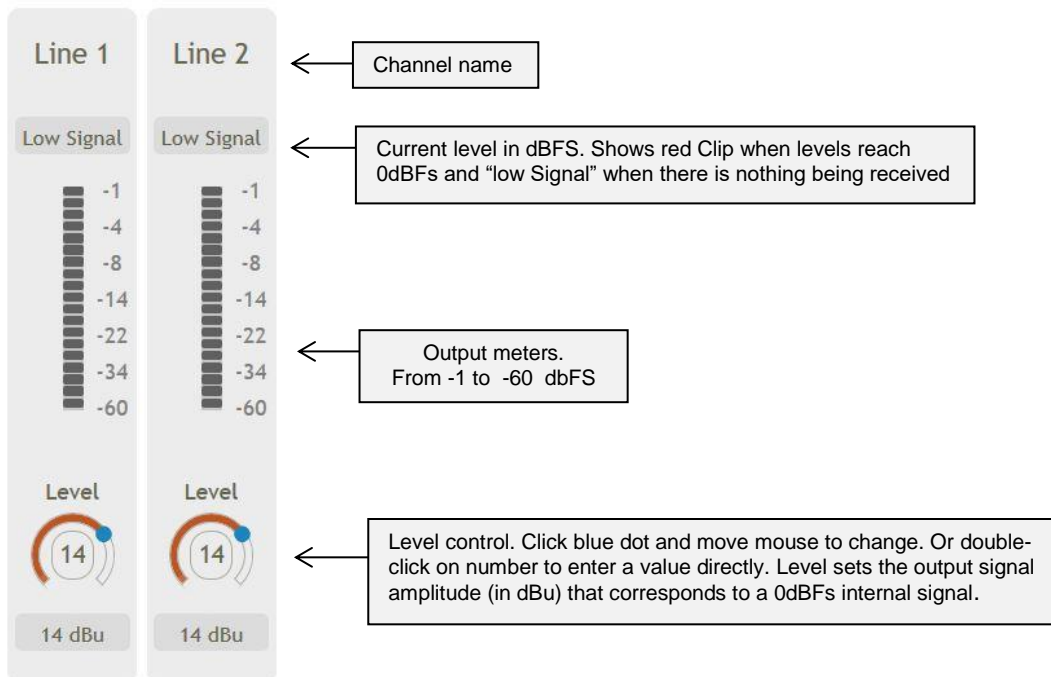 Line 1
Line 2
Channel name
Low Signal
Low Signal
Current level in dBFS. Shows red Clip when levels reach
0dBFs and “low Signal” when there is nothing being received
-1
-4
-8
-14
-22
-34
-60
-1
-4
-8
-14
-22
-34
-60
Output meters.
From -1 to -60 dbFS
Level
14
14 dBu
Level
14
14 dBu
Level control. Click blue dot and move mouse to change. Or double-
click on number to enter a value directly. Level sets the output signal
amplitude (in dBu) that corresponds to a 0dBFs internal signal.